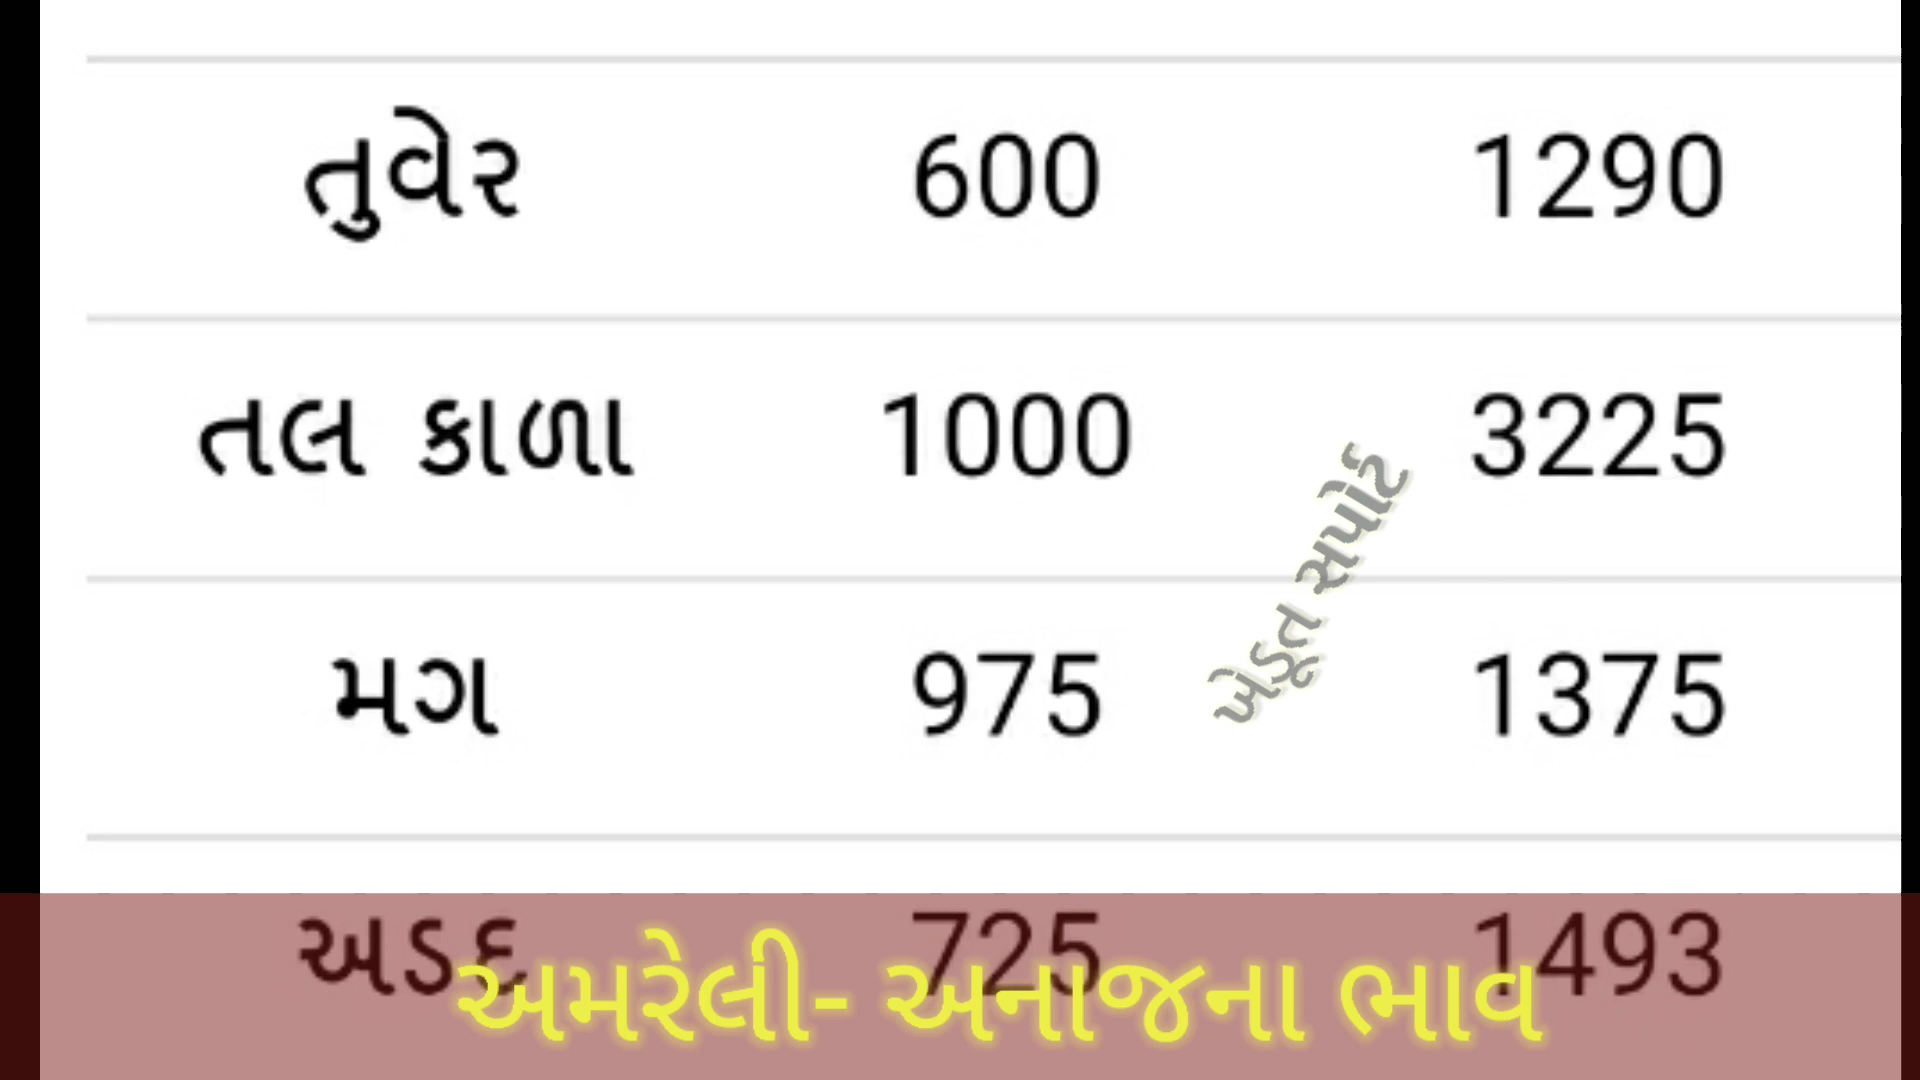 તુવેર 600 1290
તલ કાળા 1000 3225
ખેડૂત સપોર્ટ
મગ 975 1375
અડદ 725 1493
અમરેલી- અનાજના ભાવ